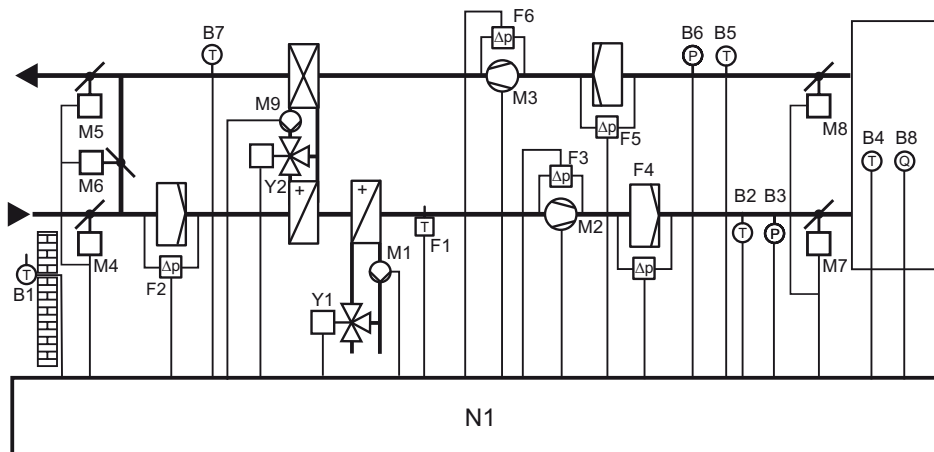 F6
B7
Δp
B6
B5
T
P
T
M3
M5
M9
M8
Δp
F5
F3
B4
B8
M6
Y2
Δp
F4
T
Q
+
+
B2
B3
M2
T
F1
T
P
M4
M1
M7
Δp
Δp
T
B1
F2
Y1
N1